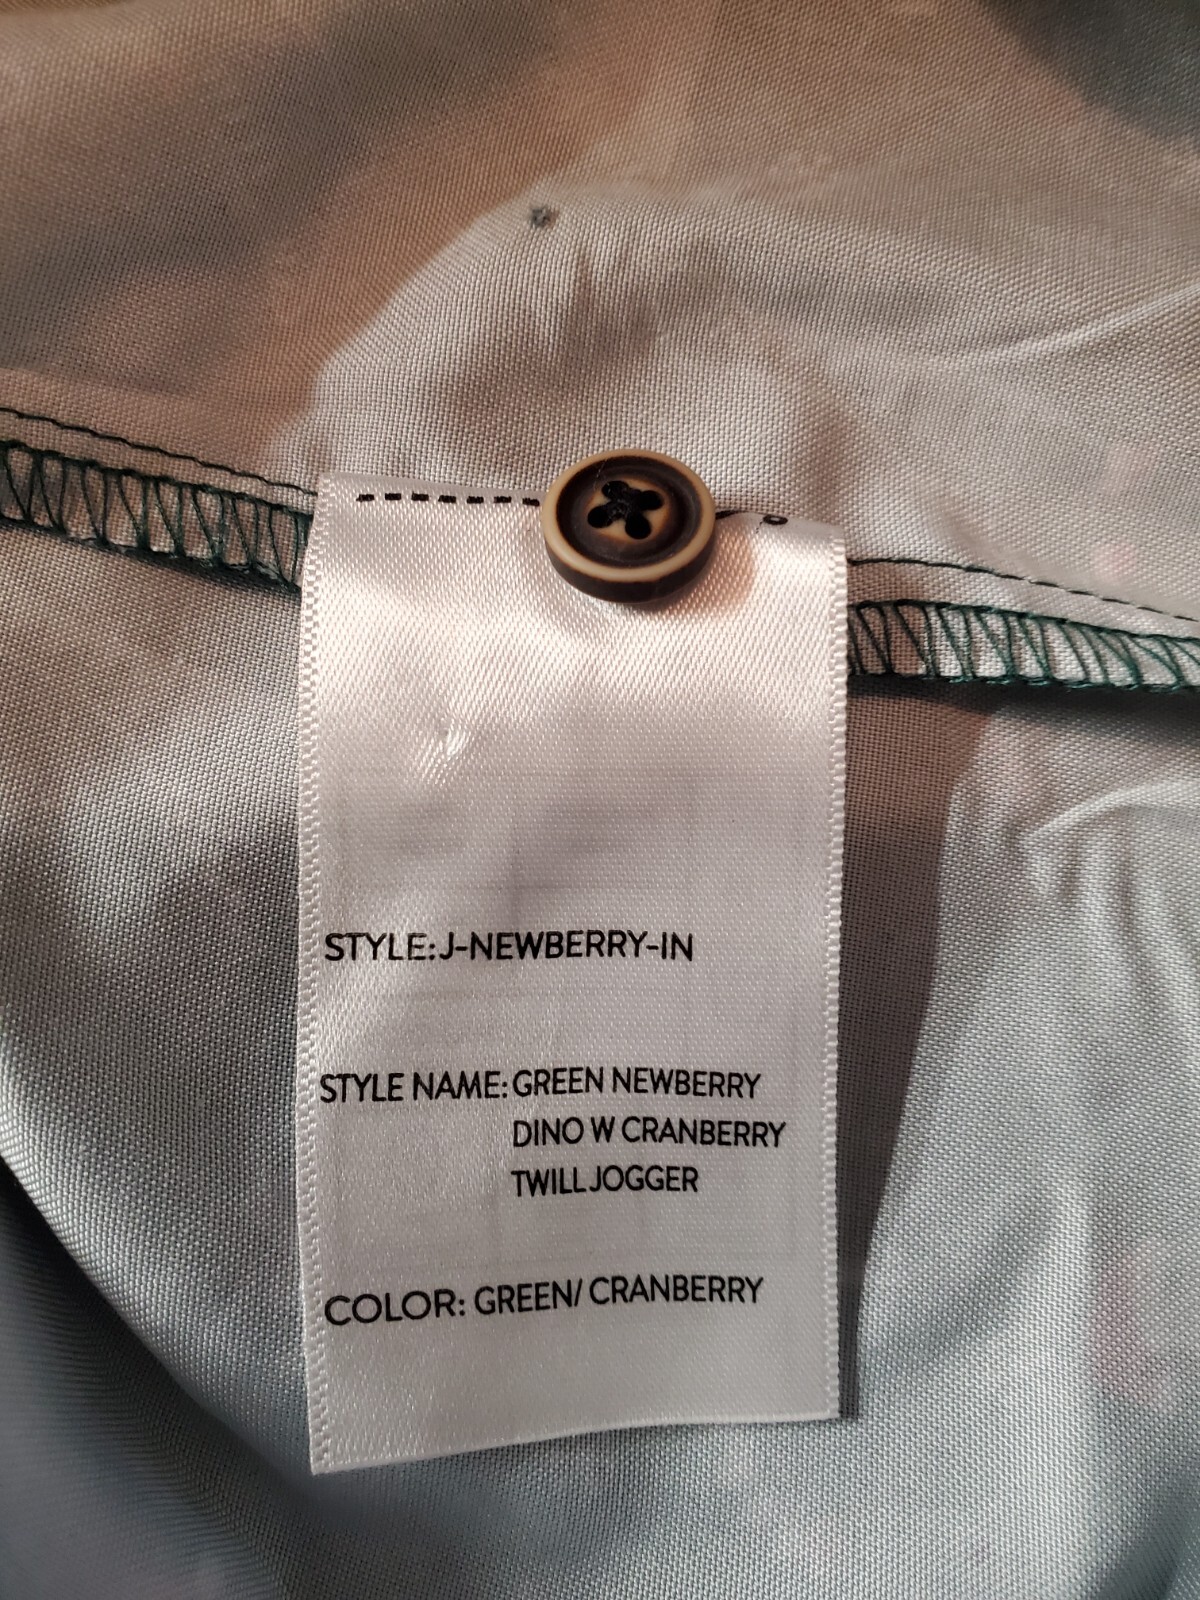 STYLE: J-NEWBERRY-IN
STYLE NAME: GREEN NEWBERRY
DINO W CRANBERRY
TWILL JOGGER
COLOR: GREEN/ CRANBERRY